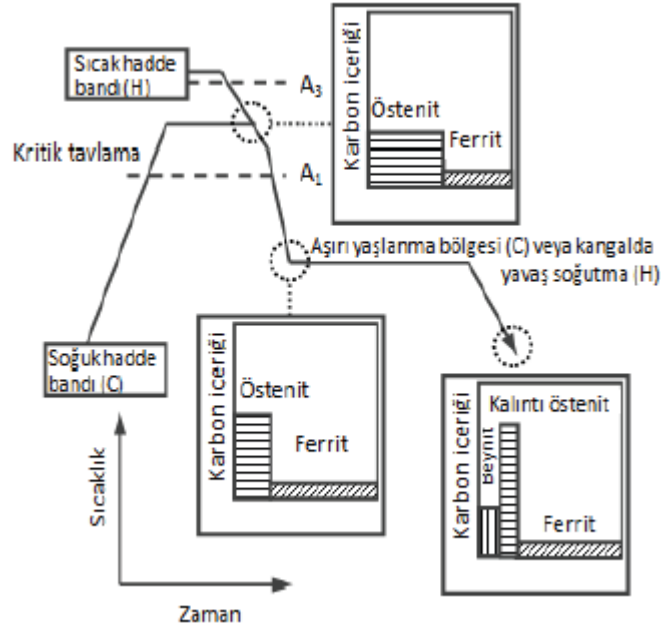 Sıcak hadde
bandı(H)
A3
Kritik tavlama
A1
Soğuk hadde
bandı (C)
Karbon içeriği
Östenit
Ferrit
Aşırı yaşlanma bölgesi (C) veya kangalda
yavaş soğutma (H)
Karbon içeriği
Östenit
Ferrit
Karbon içeriği
Kalıntı östenit
Beynit
Ferrit
Sıcaklık
Zaman